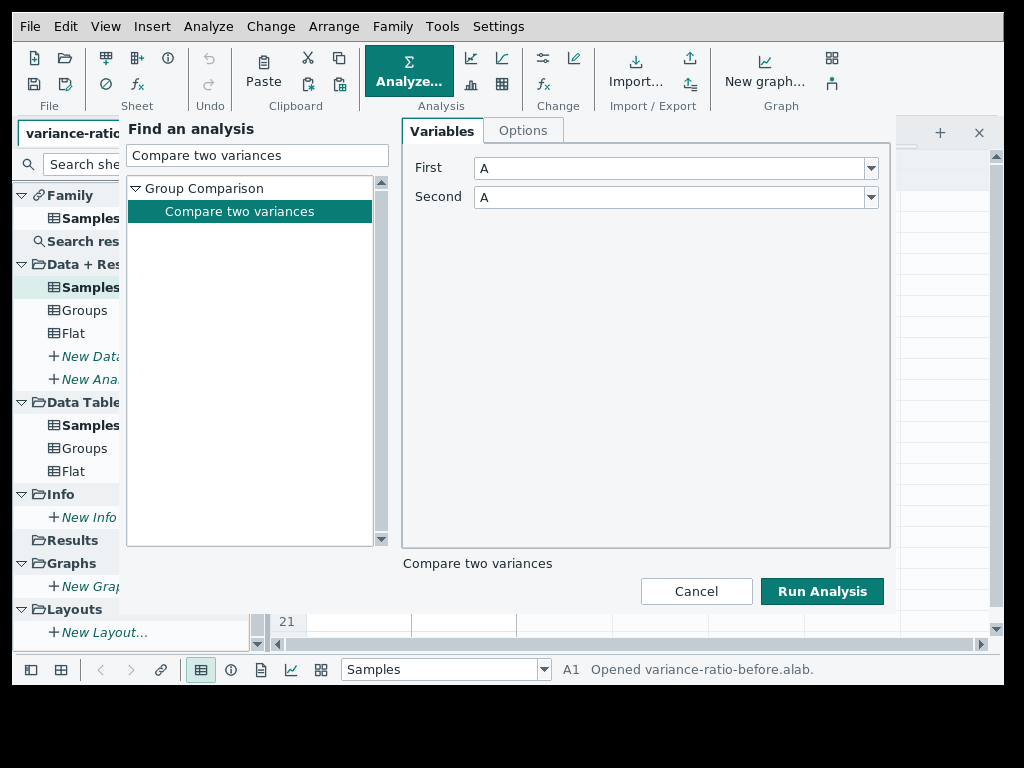 File Edit View Insert Analyze Change Arrange Family Tools Settings
Paste Analyze... Import... New graph...
File Sheet Undo Clipboard Analysis Change Import / Export Graph
variance-ratio
Search she
Family
Samples
Search res
Data + Res
Samples
Groups
Flat
New Data
New Ana
Data Table
Samples
Groups
Flat
Info
New Info
Results
Graphs
New Grap
Layouts
New Layout...
Find an analysis
Compare two variances
Group Comparison
Compare two variances
Variables Options
First A
Second A
Compare two variances
Cancel Run Analysis
21
Samples A1 Opened variance-ratio-before.alab.